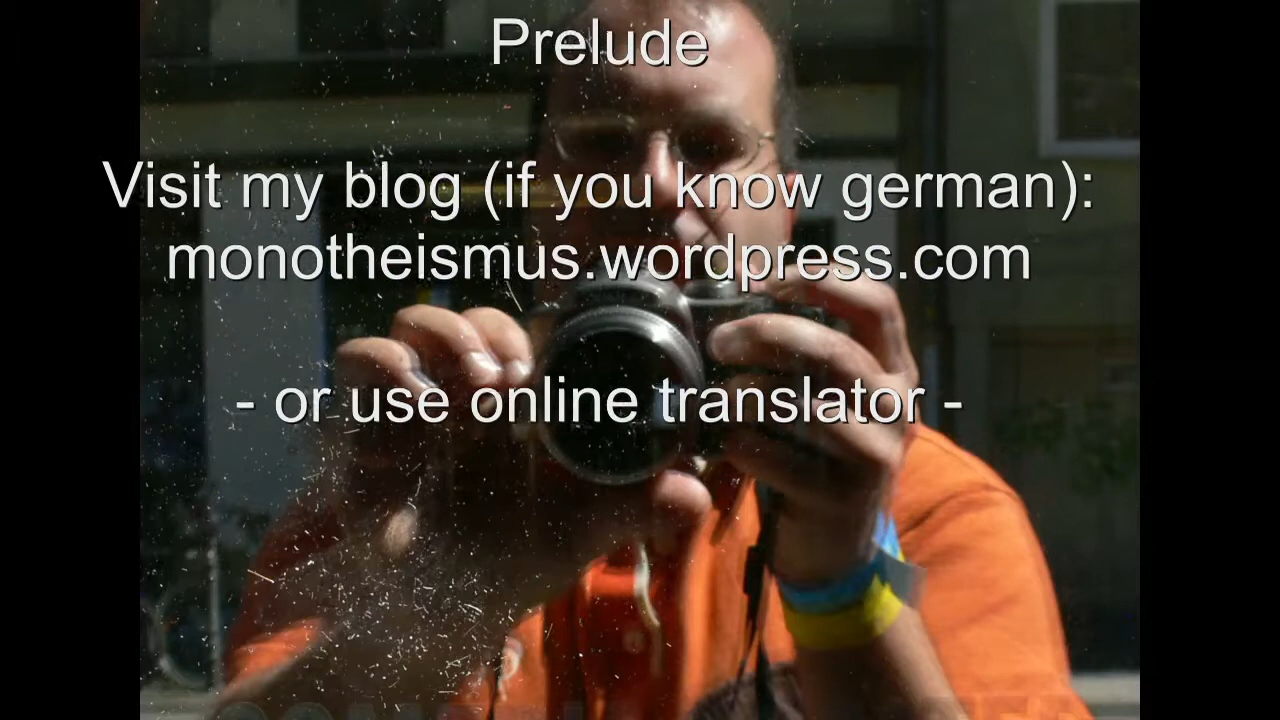 Prelude
Visit my blog (if you know german):
monotheismus.wordpress.com
- or use online translator -